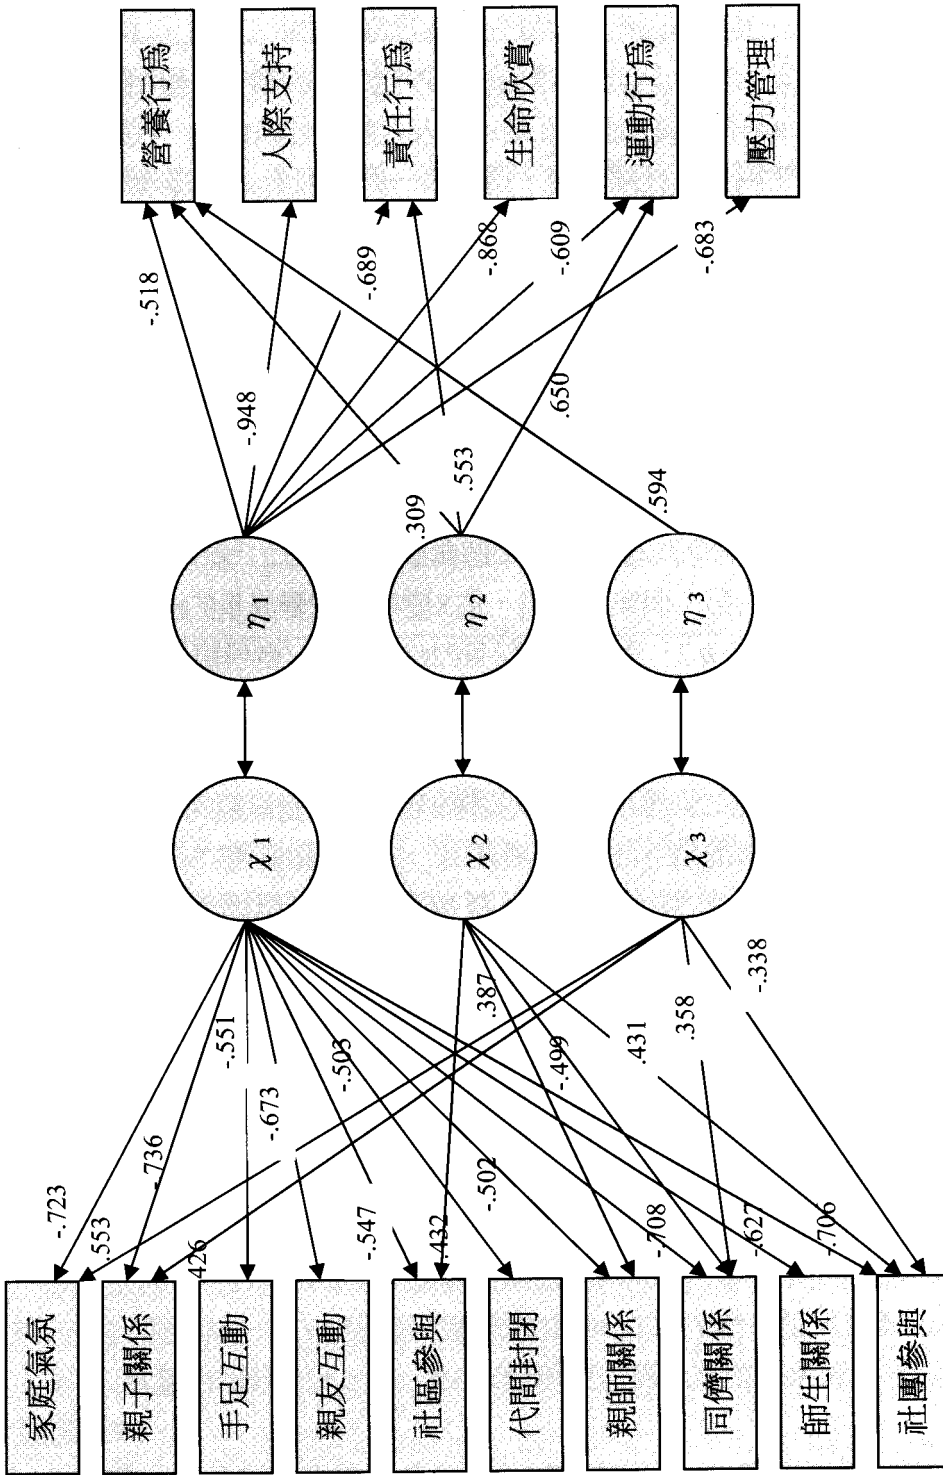 家庭氣氛
親子關係
手足互動
親友互動
社區參與
代間封閉
親師關係
同儕關係
師生關係
社團參與
-.723
.553
-.736
.426
-.551
-.673
-.547
-.503
.432
-.502
.387
-.499
-.708
.431
-.627
.358
-.706
-.338
χ1
χ2
χ3
η1
η2
η3
-.518
-.948
-.689
-.868
-.609
-.683
.309
.553
.650
.594
營養行為
人際支持
責任行為
生命欣賞
運動行為
壓力管理